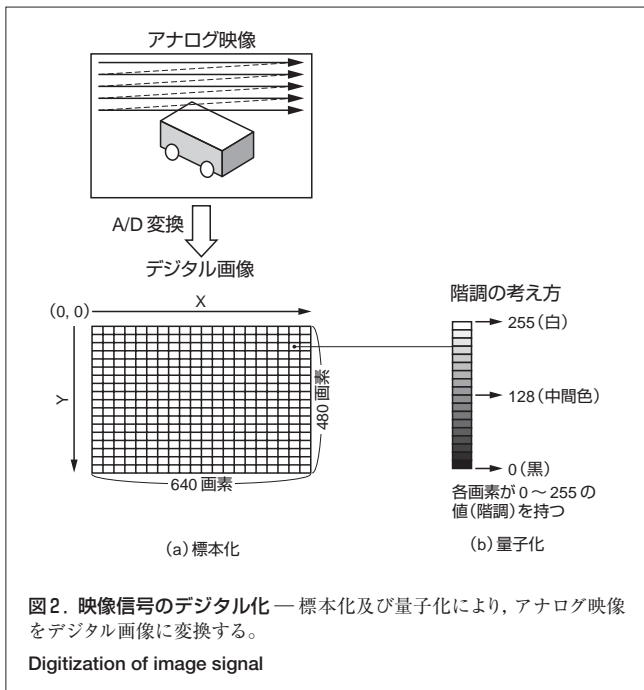 アナログ映像
A/D 変換
デジタル画像
(0, 0)
X
Y
480 画素
640 画素
(a) 標本化
階調の考え方
255(白)
128(中間色)
0(黒)
各画素が 0 ～ 255 の
値(階調)を持つ
(b) 量子化
図2. 映像信号のデジタル化 — 標本化及び量子化により, アナログ映像
をデジタル画像に変換する。
Digitization of image signal